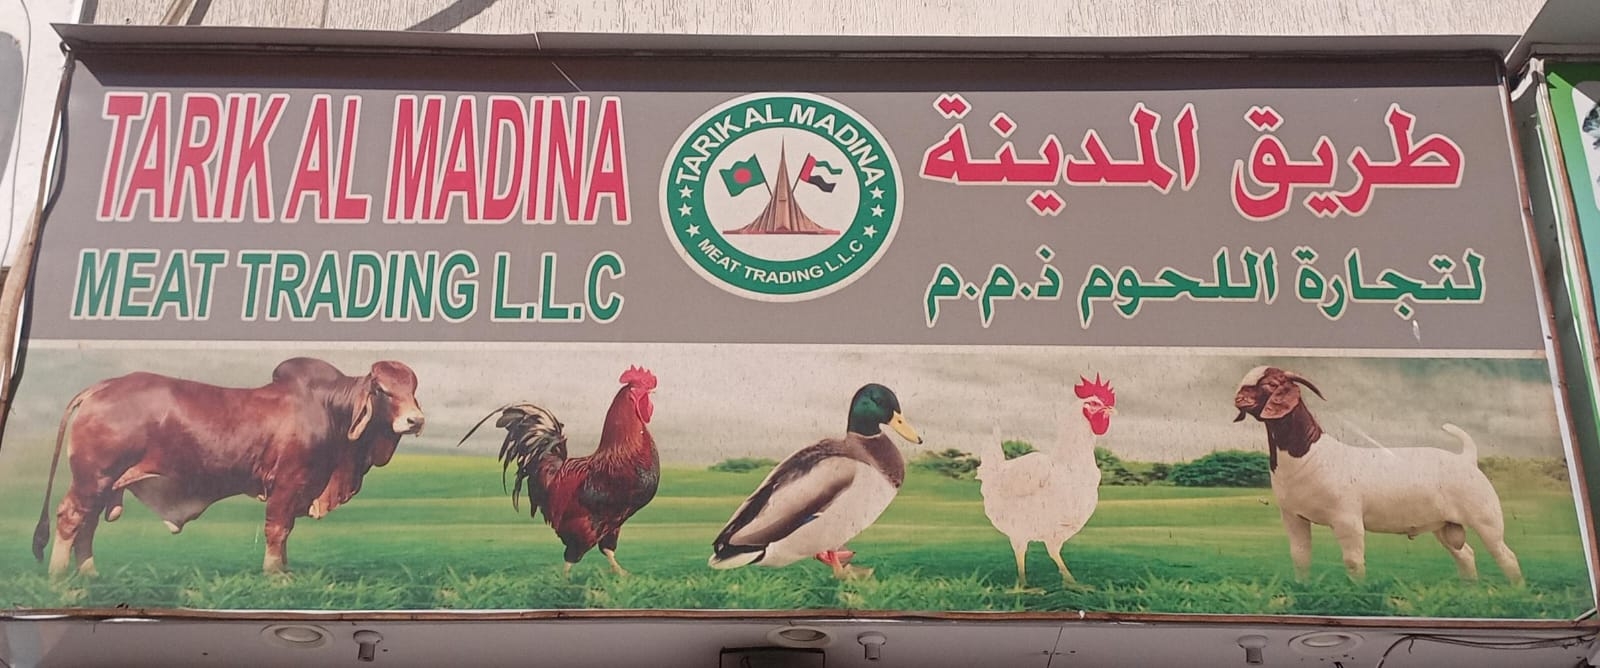 TARIK AL MADINA
MEAT TRADING L.L.C
TARIK AL MADINA
MEAT TRADING L.L.C
طريق المدينة
لتجارة اللحوم ذ.م.م